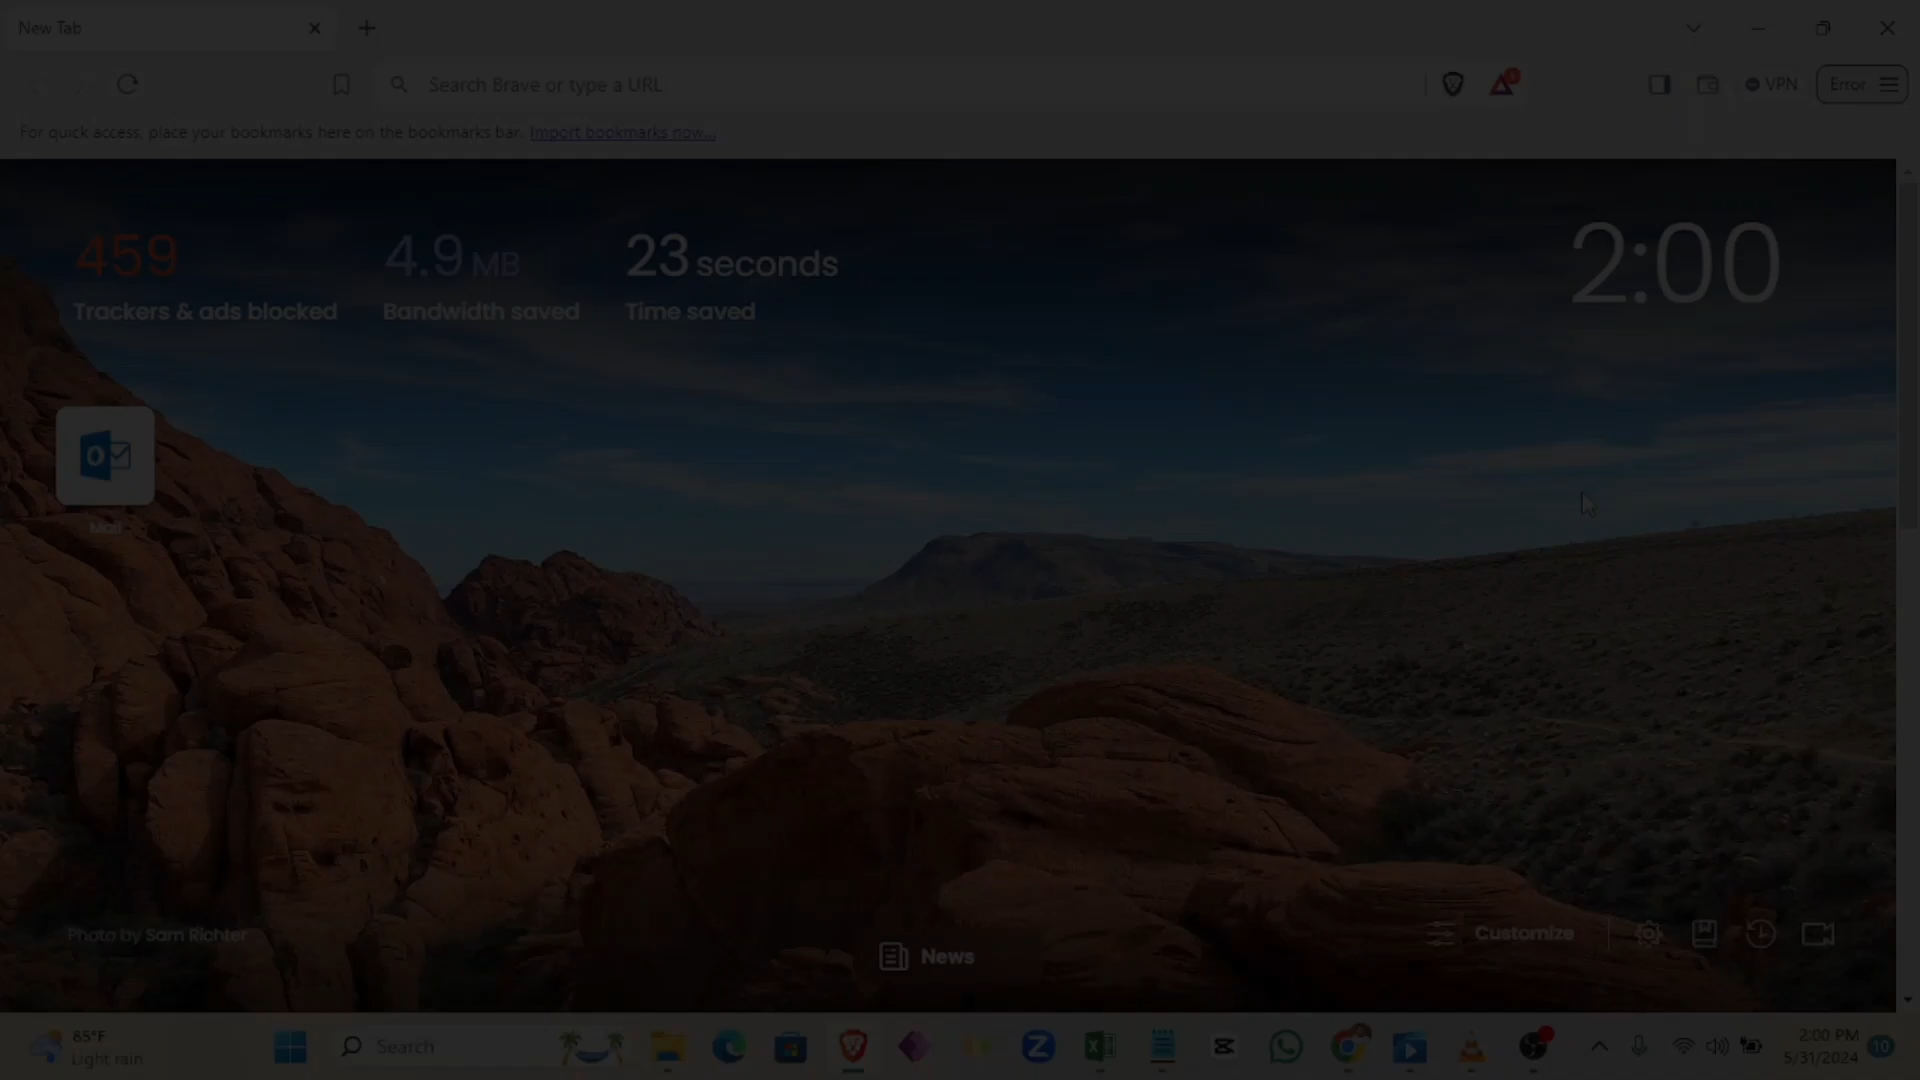 New Tab
Search Brave or type a URL
VPN
Error
For quick access, place your bookmarks here on the bookmarks bar. Import bookmarks now...
459
4.9 MB
23 seconds
2:00
Trackers & ads blocked
Bandwidth saved
Time saved
Mail
Photo by Sam Richter
Customize
News
85°F
Light rain
Search
2:00 PM
5/31/2024
10